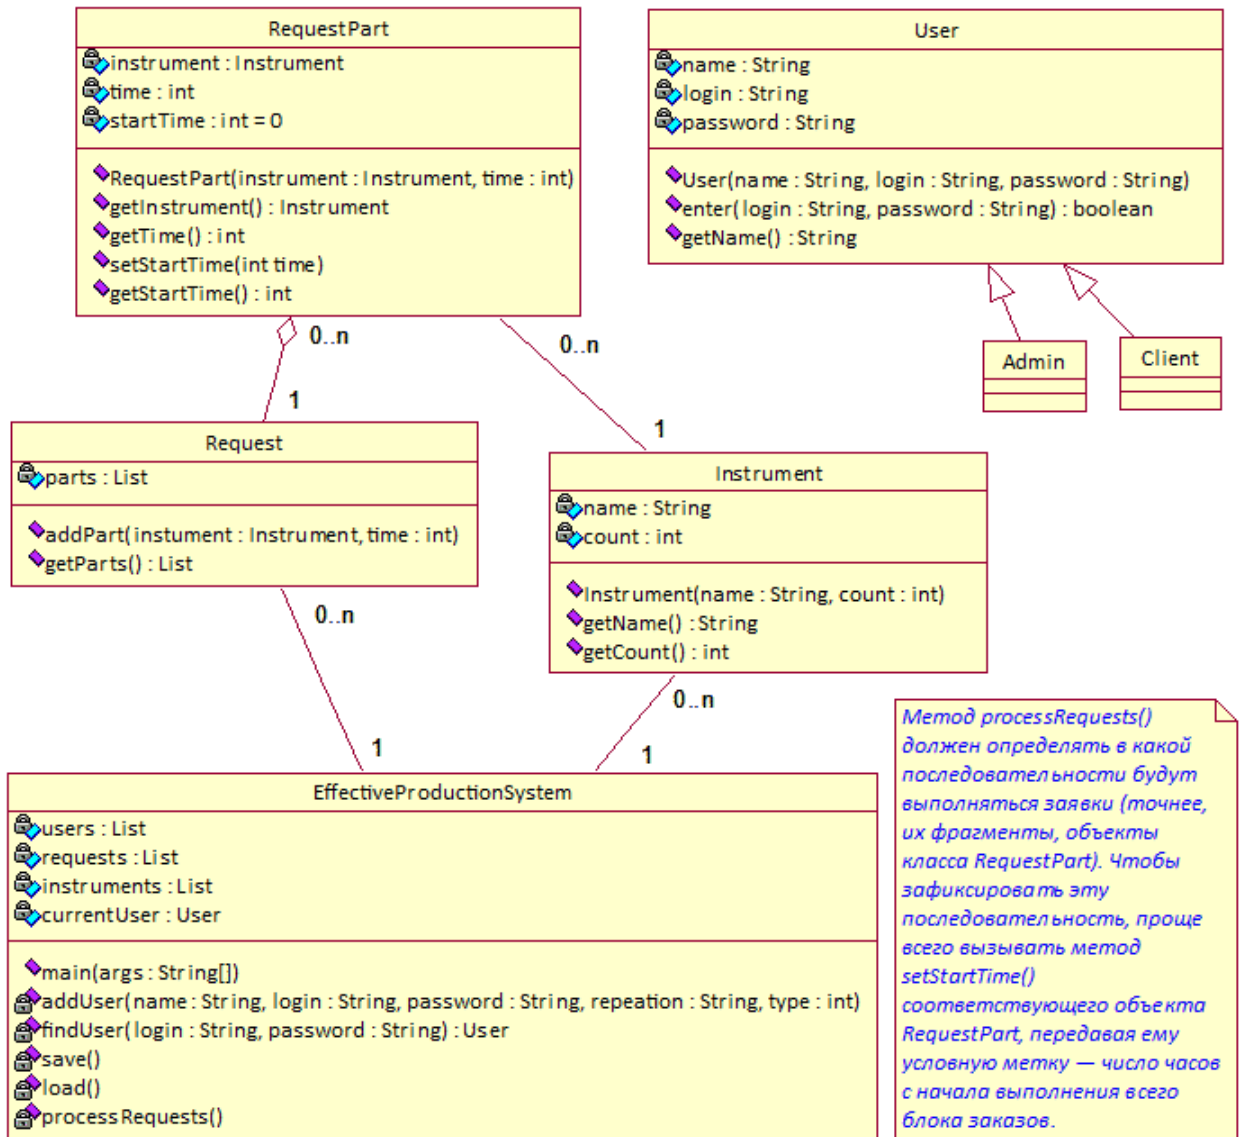 RequestPart
instrument : Instrument
time : int
startTime : int = 0
RequestPart(instrument : Instrument, time : int)
getInstrument() : Instrument
getTime() : int
setStartTime(int time)
getStartTime() : int
User
name : String
login : String
password : String
User(name : String, login : String, password : String)
enter(login : String, password : String) : boolean
getName() : String
0..n
0..n
Admin
Client
1
1
Request
parts : List
addPart(instument : Instrument, time : int)
getParts() : List
Instrument
name : String
count : int
Instrument(name : String, count : int)
getName() : String
getCount() : int
0..n
0..n
1
1
EffectiveProductionSystem
users : List
requests : List
instruments : List
currentUser : User
main(args : String[])
addUser(name : String, login : String, password : String, repeation : String, type : int)
findUser(login : String, password : String) : User
save()
load()
processRequests()
Метод processRequests()
должен определять в какой
последовательности будут
выполняться заявки (точнее,
их фрагменты, объекты
класса RequestPart). Чтобы
зафиксировать эту
последовательность, проще
всего вызывать метод
setStartTime()
соответствующего объекта
RequestPart, передавая ему
условную метку — число часов
с начала выполнения всего
блока заказов.